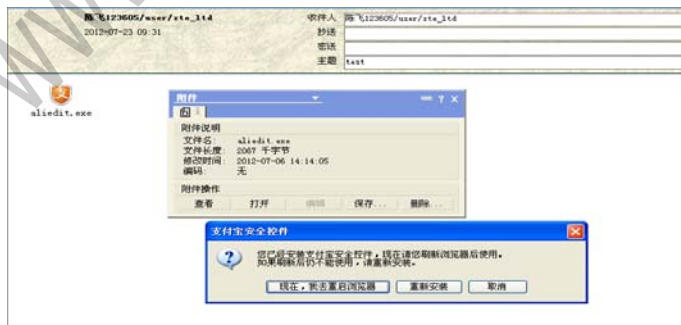 陈飞123605/user/zte_ltd
2012-07-23 09:31
收件人 陈飞123605/user/zte_ltd
抄送
密送
主题 test
aliedit.exe
附件
附件说明
文件名: aliedit.exe
文件长度: 2067 千字节
修改时间: 2012-07-06 14:14:05
编码: 无
附件操作
查看 打开 编辑 保存... 删除...
支付宝安全控件
您已经安装支付宝安全控件，现在请您刷新浏览器后使用。
如果刷新后仍不能使用，请重新安装。
现在，我去重启浏览器 重新安装 取消